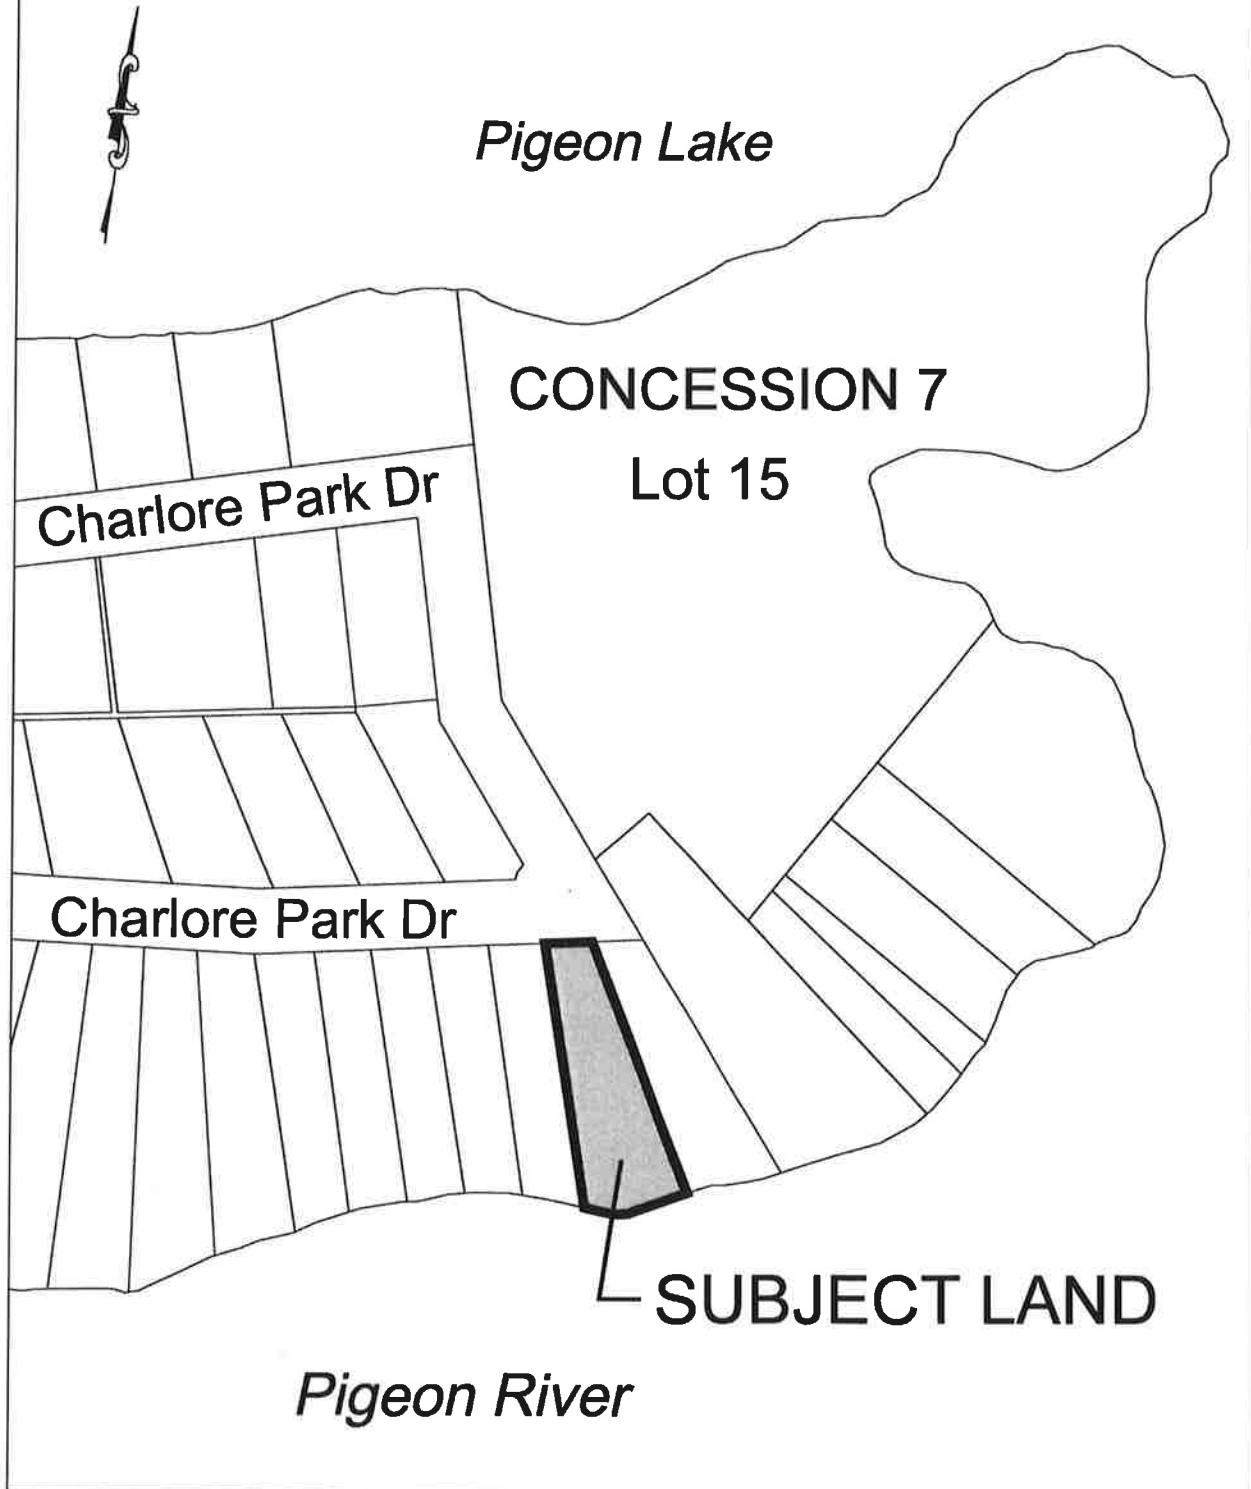 Pigeon Lake
CONCESSION 7
Lot 15
Charlore Park Dr
Charlore Park Dr
SUBJECT LAND
Pigeon River